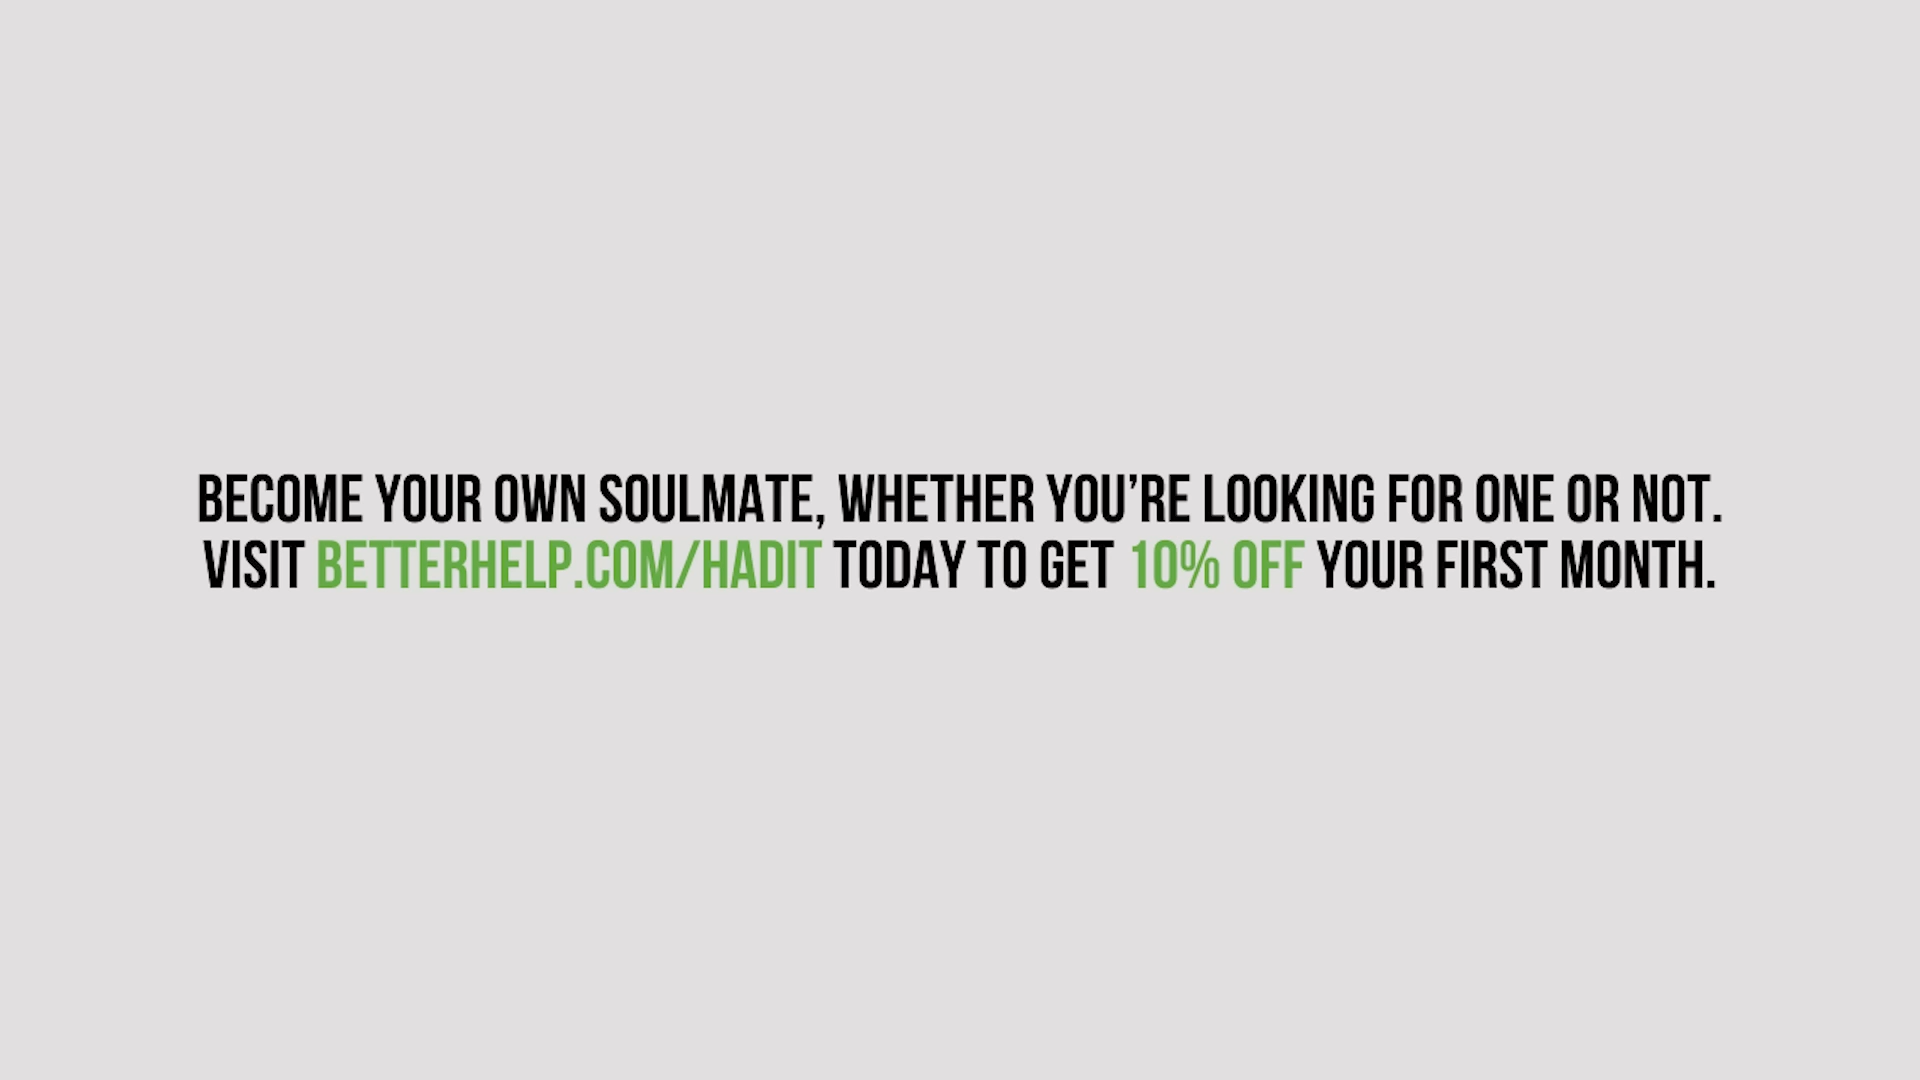 BECOME YOUR OWN SOULMATE, WHETHER YOU’RE LOOKING FOR ONE OR NOT.
VISIT BETTERHELP.COM/HADIT TODAY TO GET 10% OFF YOUR FIRST MONTH.